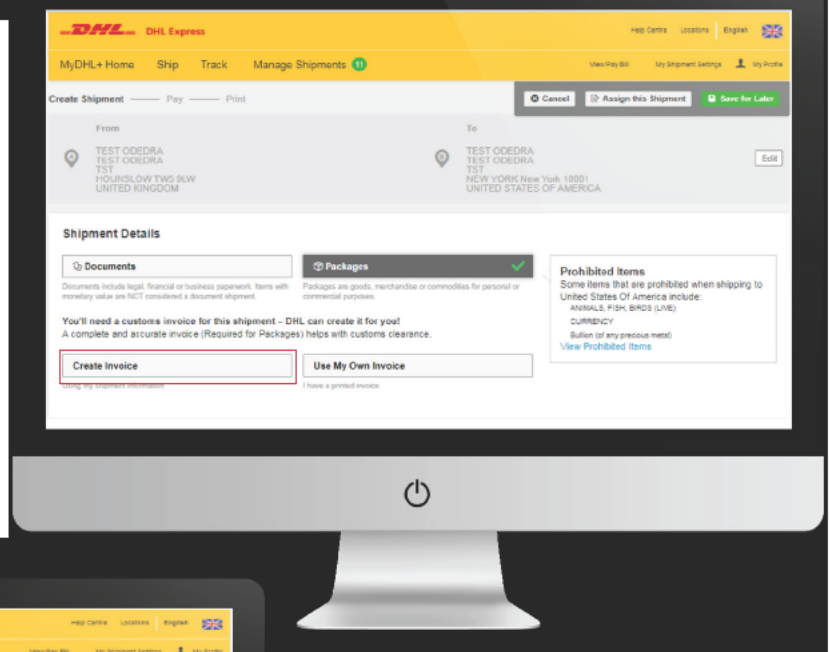 DHL DHL Express
Help Centre Locations English
MyDHL+ Home Ship Track Manage Shipments 11
View/Pay Bill My Shipment Settings My Profile
Create Shipment Pay Print
Cancel Assign this Shipment Save for Later
From
A
TEST ODEDRA
TEST ODEDRA
TST
HOUNSLOW TW5 9LW
UNITED KINGDOM
To
B
TEST ODEDRA
TEST ODEDRA
TST
NEW YORK New York 10001
UNITED STATES OF AMERICA
Edit
Shipment Details
Documents
Documents include legal, financial or business paperwork. Items with
monetary value are NOT considered a document shipment.
Packages
Packages are goods, merchandise or commodities for personal or
commercial purposes.
Prohibited Items
Some items that are prohibited when shipping to
United States Of America include:
ANIMALS, FISH, BIRDS (LIVE)
CURRENCY
Bullion (of any precious metal)
View Prohibited Items
You'll need a customs invoice for this shipment – DHL can create it for you!
A complete and accurate invoice (Required for Packages) helps with customs clearance.
Create Invoice
Using my shipment information
Use My Own Invoice
I have a printed invoice
Help Centre Locations English
View/Pay Bill My Shipment Settings My Profile